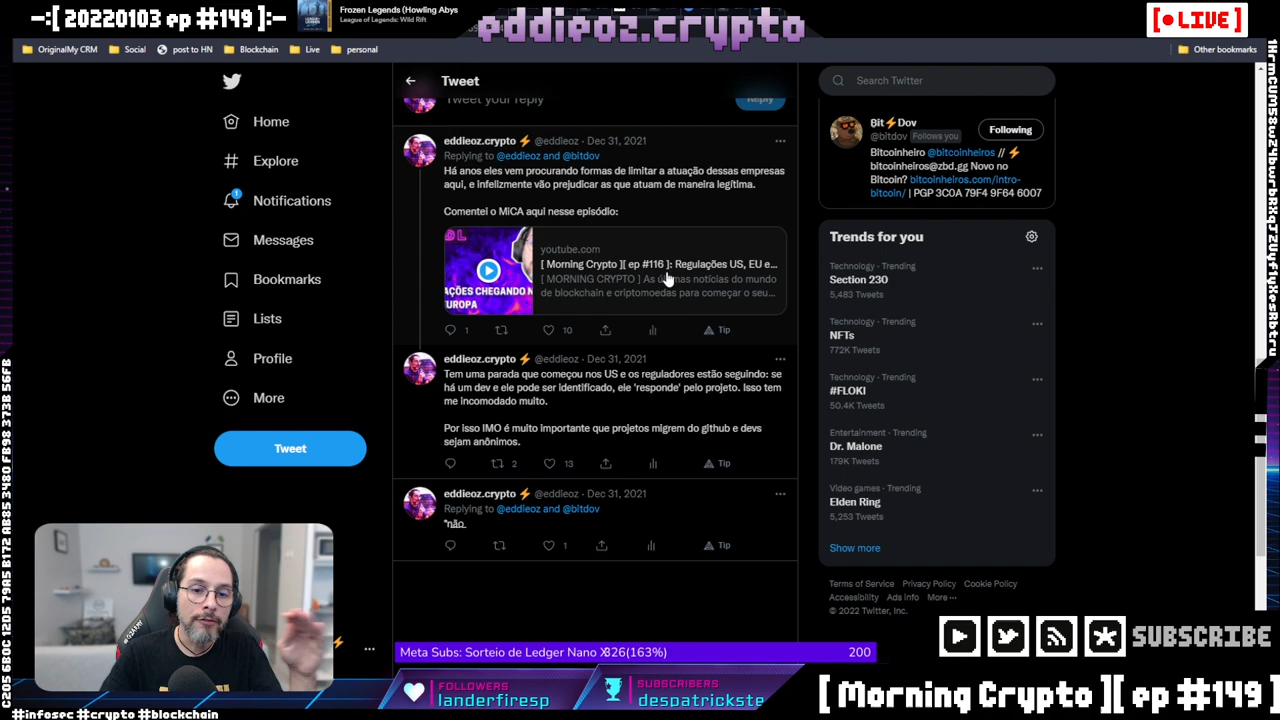 -:[ 20220103 ep #149 ]:-
Frozen Legends (Howling Abys
League of Legends: Wild Rift
eddieoz.crypto
[●LIVE]
OriginalMy CRM
Social
post to HN
Blockchain
Live
personal
Other bookmarks
Home
Explore
1
Notifications
Messages
Bookmarks
Lists
Profile
More
Tweet
Tweet
Tweet your reply
Reply
eddieoz.crypto⚡ @eddieoz · Dec 31, 2021
Replying to @eddieoz and @bitdov
Há anos eles vem procurando formas de limitar a atuação dessas empresas
aqui, e infelizmente vão prejudicar as que atuam de maneira legítima.
Comentei o MiCA aqui nesse episódio:
AÇÕES CHEGANDO N
EUROPA
youtube.com
[ Morning Crypto ][ ep #116 ]: Regulações US, EU e...
[ MORNING CRYPTO ] As últimas notícias do mundo
de blockchain e criptomoedas para começar o seu...
1
10
Tip
eddieoz.crypto⚡ @eddieoz · Dec 31, 2021
Tem uma parada que começou nos US e os reguladores estão seguindo: se
há um dev e ele pode ser identificado, ele 'responde' pelo projeto. Isso tem
me incomodado muito.
Por isso IMO é muito importante que projetos migrem do github e devs
sejam anônimos.
2
13
Tip
eddieoz.crypto⚡ @eddieoz · Dec 31, 2021
Replying to @eddieoz and @bitdov
*não
1
Tip
Search Twitter
Bit⚡Dov
@bitdov Follows you
Following
Bitcoinheiro @bitcoinheiros // ⚡
bitcoinheiros@zbd.gg Novo no
Bitcoin? bitcoinheiros.com/intro-
bitcoin/ | PGP 3CDA 79F4 9F64 6007
Trends for you
Technology · Trending
Section 230
5,483 Tweets
Technology · Trending
NFTs
772K Tweets
Technology · Trending
#FLOKI
50.4K Tweets
Entertainment · Trending
Dr. Malone
179K Tweets
Video games · Trending
Elden Ring
5,253 Tweets
Show more
Terms of Service Privacy Policy Cookie Policy
Accessibility Ads info More ···
© 2022 Twitter, Inc.
Meta Subs: Sorteio de Ledger Nano X
326(163%)
200
FOLLOWERS
landerfiresp
SUBSCRIBERS
despatrickste
SUBSCRIBE
[ Morning Crypto ][ ep #149 ]
#infosec #crypto #blockchain